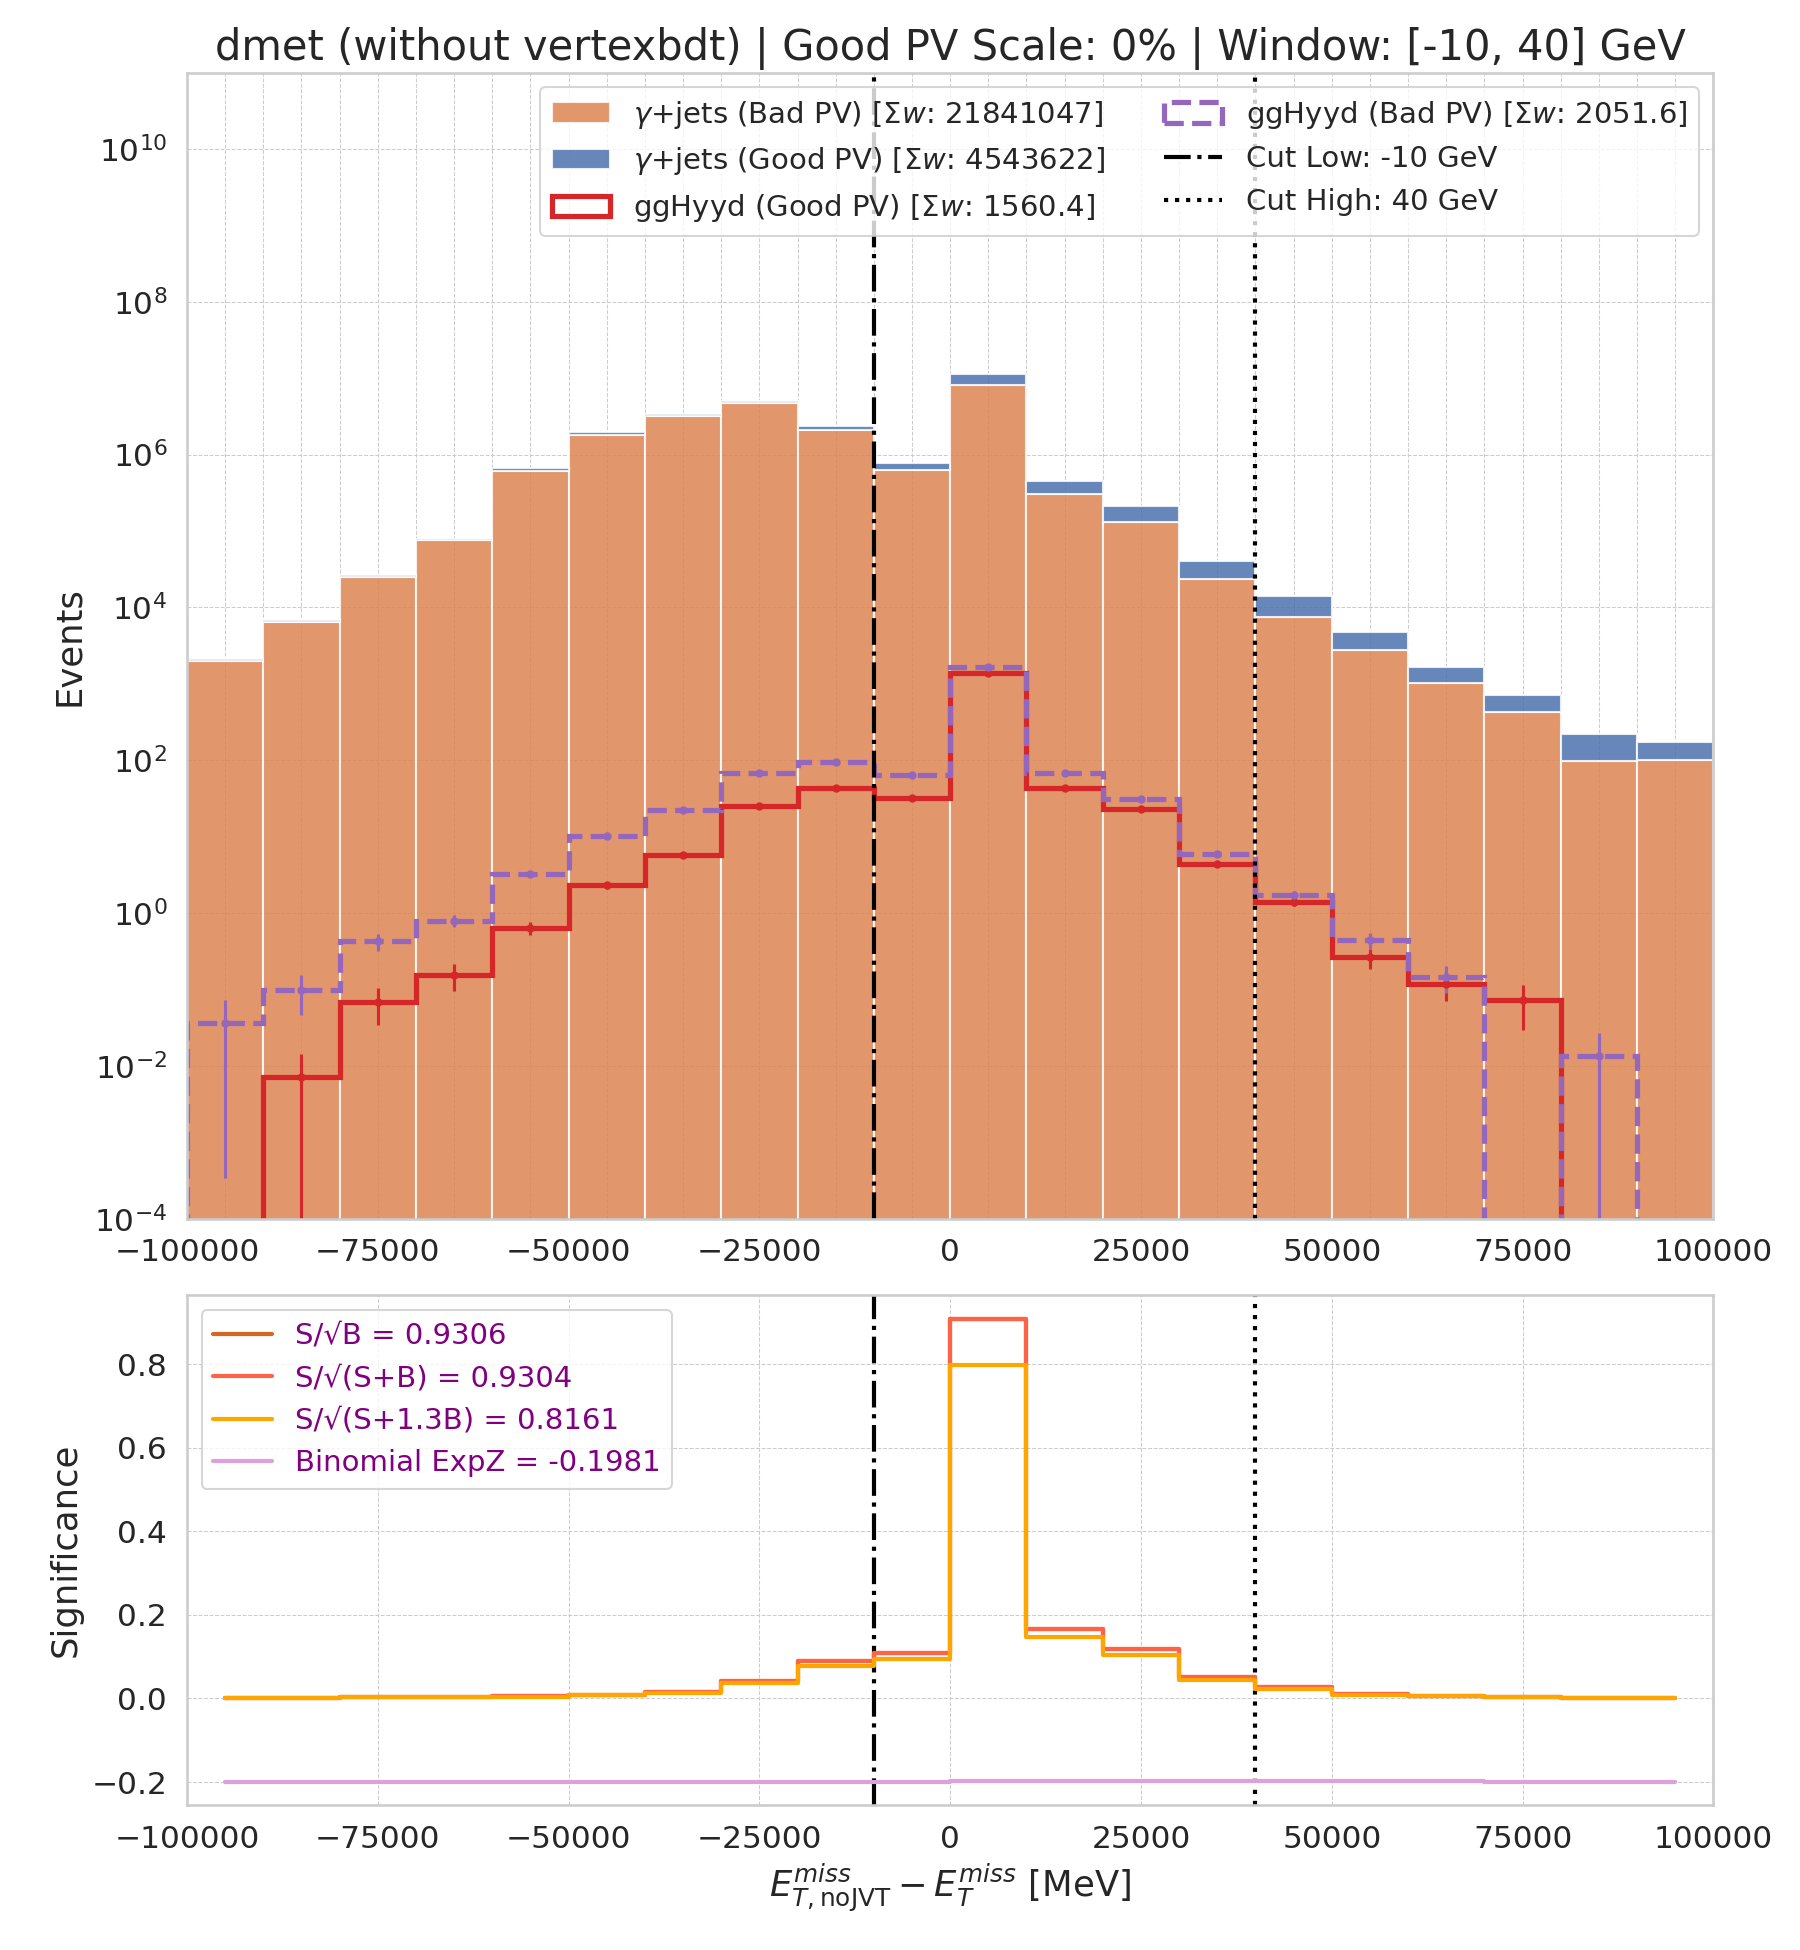 dmet (without vertexbdt) | Good PV Scale: 0% | Window: [-10, 40] GeV
γ+jets (Bad PV) [Σw: 21841047]
γ+jets (Good PV) [Σw: 4543622]
ggHyyd (Good PV) [Σw: 1560.4]
ggHyyd (Bad PV) [Σw: 2051.6]
Cut Low: -10 GeV
Cut High: 40 GeV
Events
10^10
10^8
10^6
10^4
10^2
10^0
10^−2
10^−4
−100000 −75000 −50000 −25000 0 25000 50000 75000 100000
S/√B = 0.9306
S/√(S+B) = 0.9304
S/√(S+1.3B) = 0.8161
Binomial ExpZ = -0.1981
Significance
0.8
0.6
0.4
0.2
0.0
−0.2
−100000 −75000 −50000 −25000 0 25000 50000 75000 100000
E_{T,noJVT}^{miss} − E_T^{miss} [MeV]